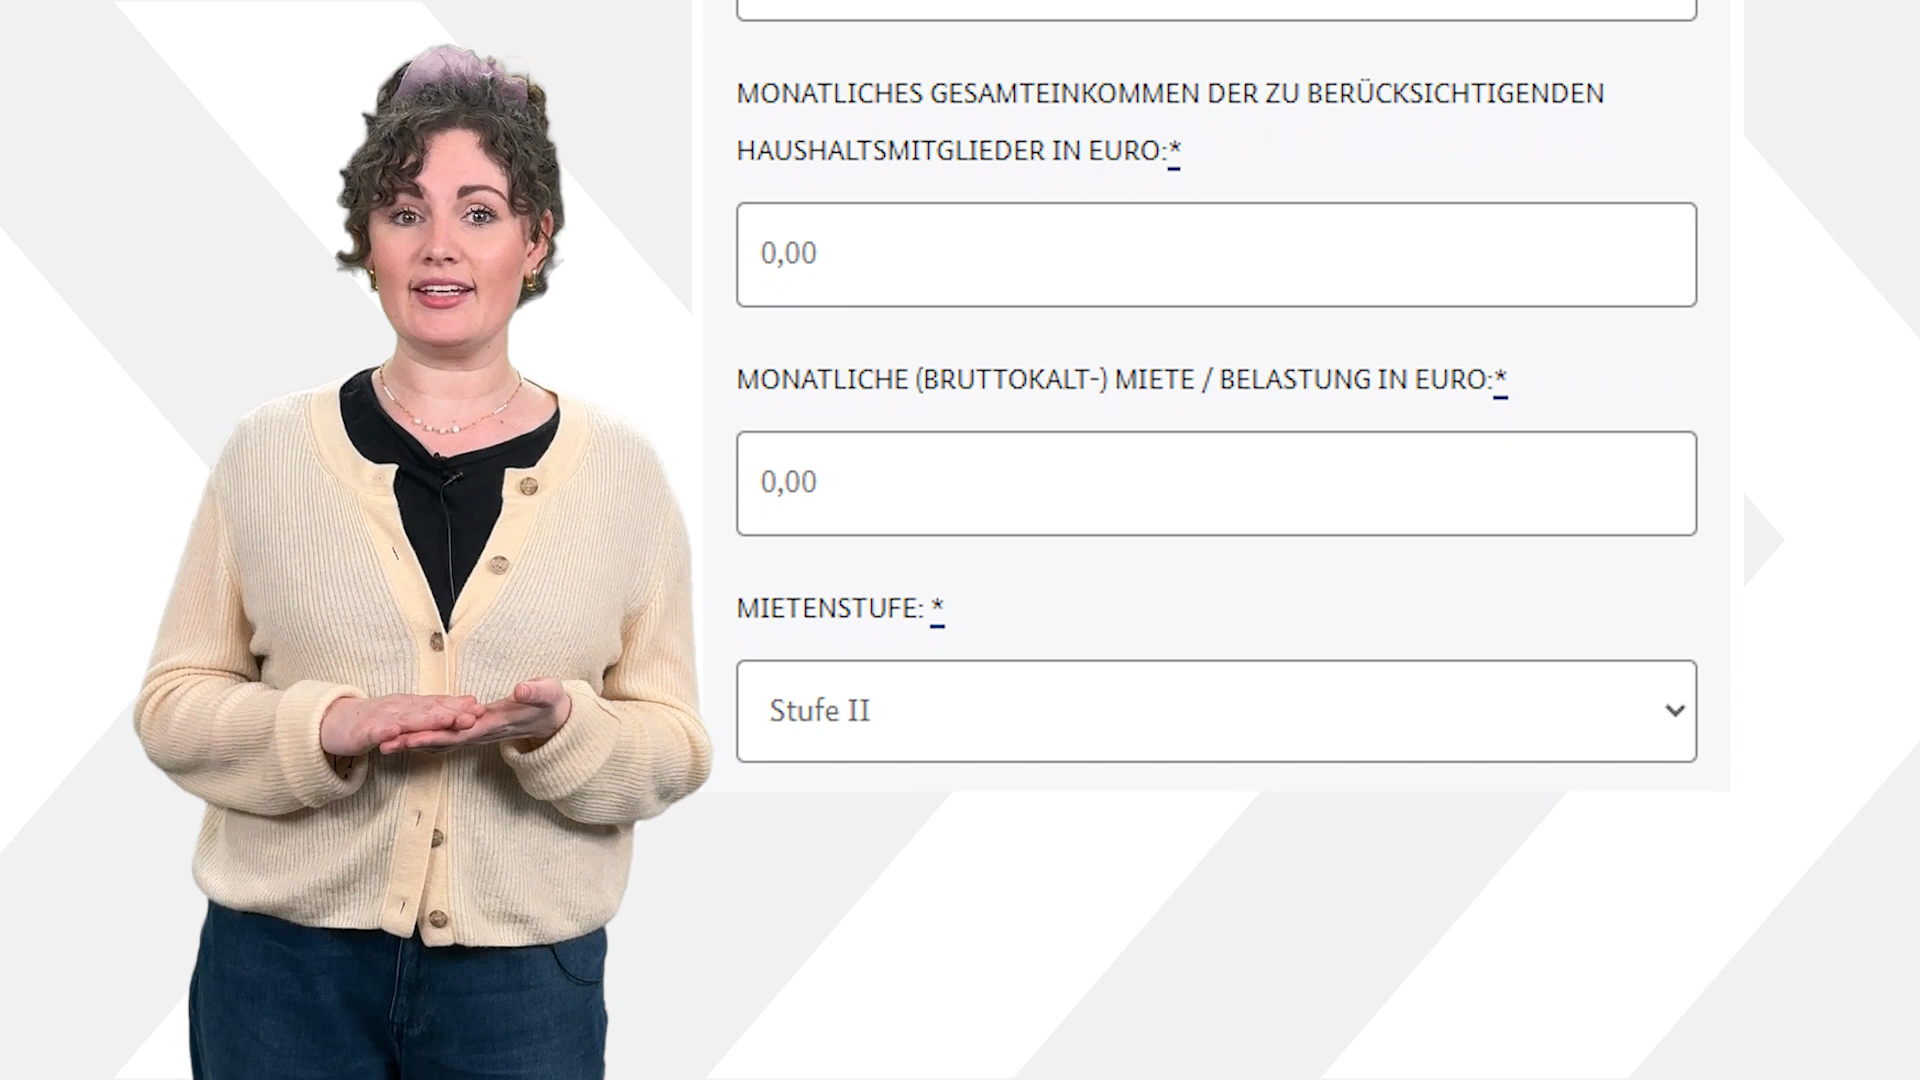 MONATLICHES GESAMTEINKOMMEN DER ZU BERÜCKSICHTIGENDEN
HAUSHALTSMITGLIEDER IN EURO:*
0,00
MONATLICHE (BRUTTOKALT-) MIETE / BELASTUNG IN EURO:*
0,00
MIETENSTUFE: *
Stufe II